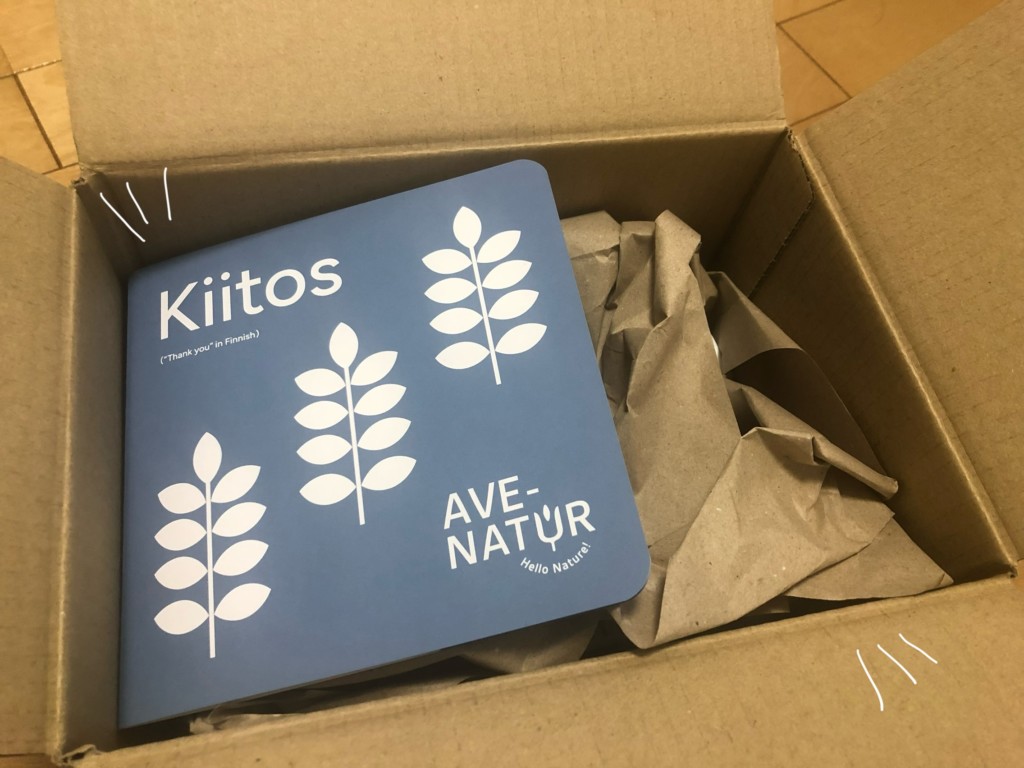 Kiitos
("Thank you" in Finnish)
AVE-
NATUR
Hello Nature!